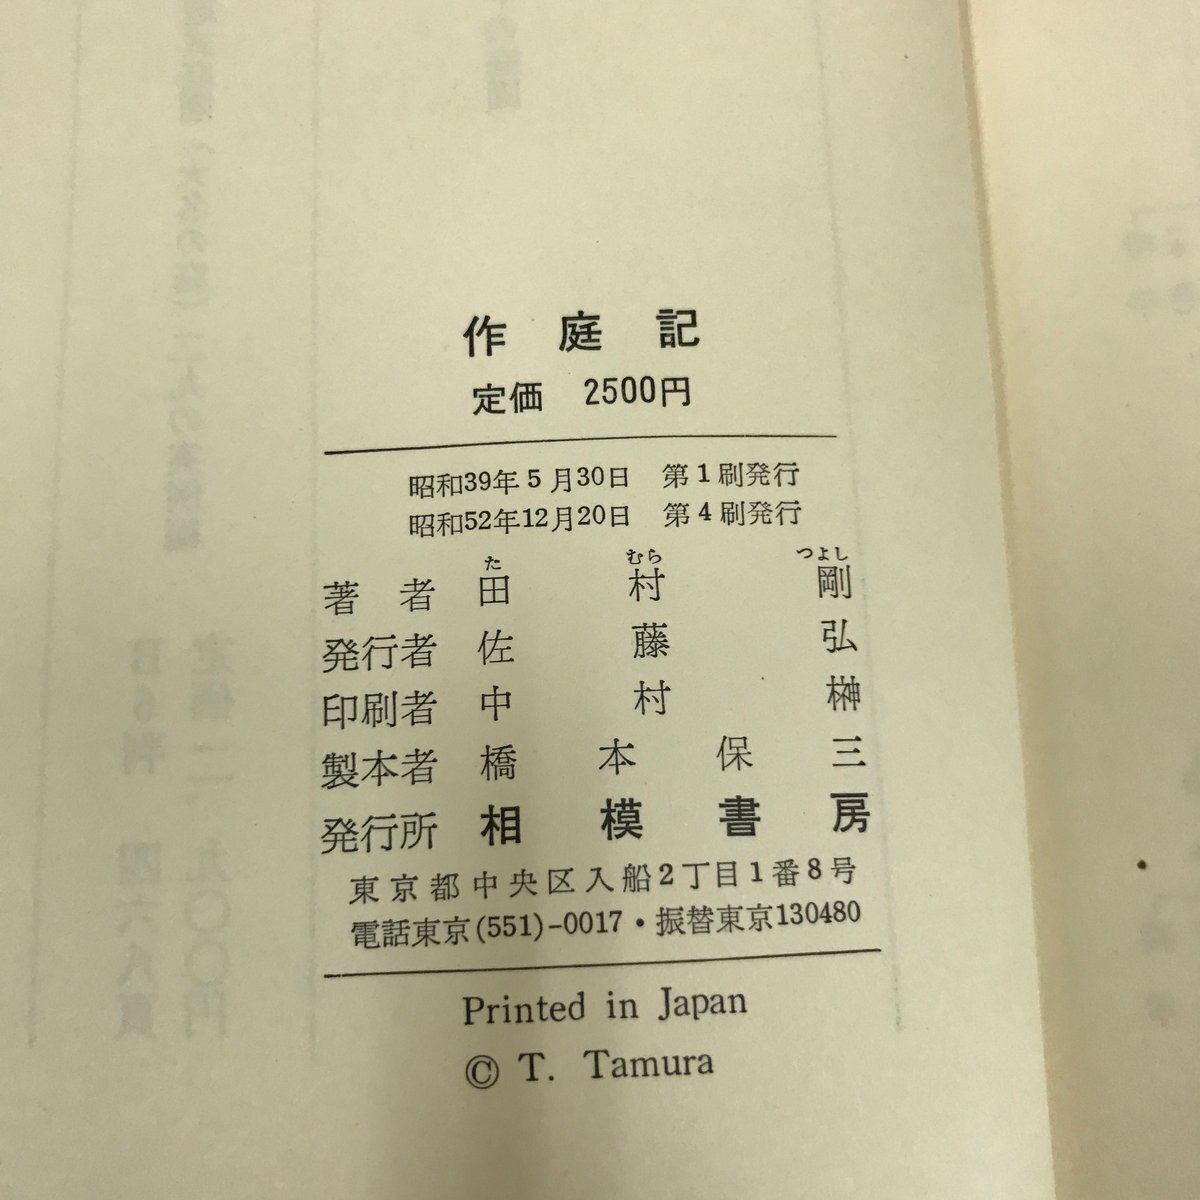 作庭記
定価 2500円
昭和39年5月30日 第1刷発行
昭和52年12月20日 第4刷発行
た むら つよし
著者 田村剛
発行者 佐藤弘
印刷者 中村榊
製本者 橋本保三
発行所 相模書房
東京都中央区入船2丁目1番8号
電話東京(551)-0017・振替東京130480
Printed in Japan
© T. Tamura